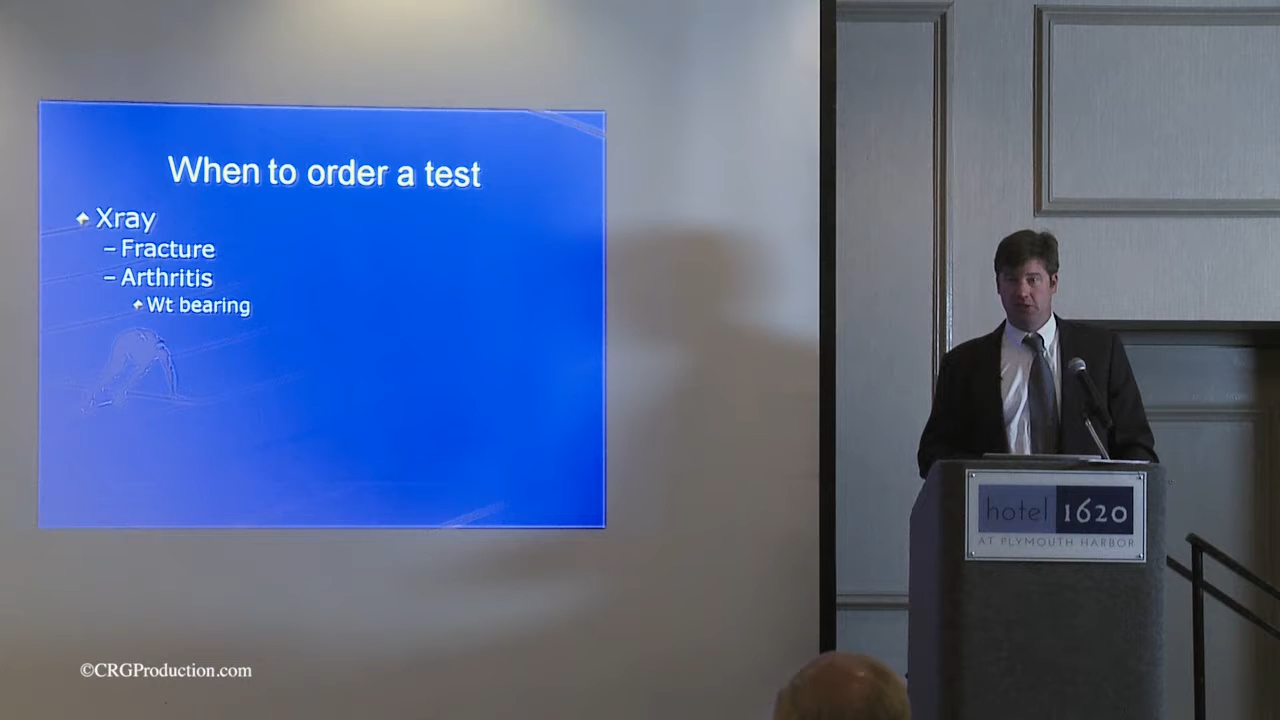 When to order a test
Xray
– Fracture
– Arthritis
Wt bearing
hotel 1620
AT PLYMOUTH HARBOR
©CRGProduction.com